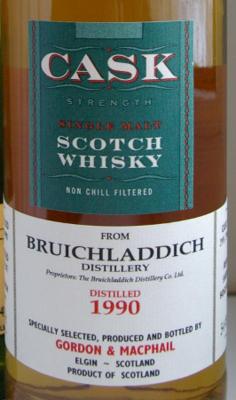 CASK
STRENGTH
SINGLE MALT
SCOTCH
WHISKY
NON CHILL FILTERED
FROM
BRUICHLADDICH
DISTILLERY
Proprietors: The Bruichladdich Distillery Co. Ltd.
DISTILLED
1990
SPECIALLY SELECTED, PRODUCED AND BOTTLED BY
GORDON & MACPHAIL
ELGIN ~ SCOTLAND
PRODUCT OF SCOTLAND